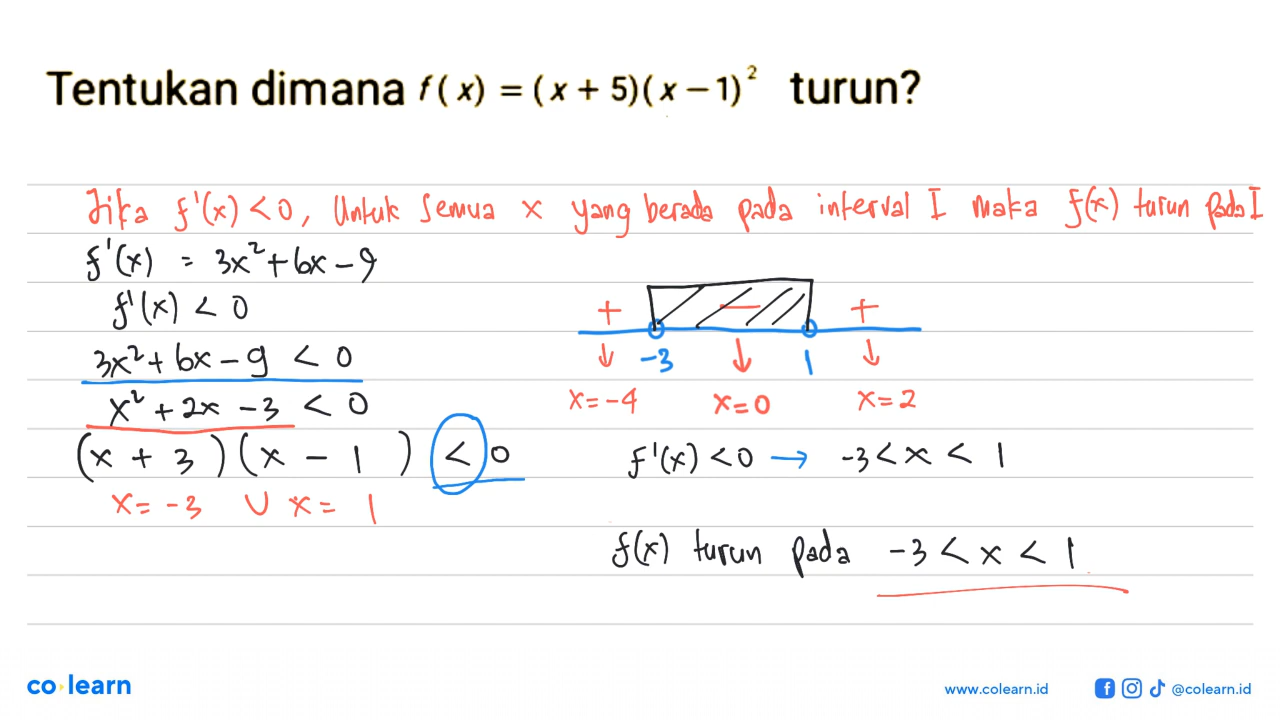 Tentukan dimana f(x) = (x + 5)(x − 1)² turun?
Jika f'(x) < 0, Untuk semua x yang berada pada interval I maka f(x) turun pada I
f'(x) = 3x² + 6x − 9
f'(x) < 0
3x² + 6x − 9 < 0
x² + 2x − 3 < 0
(x + 3)(x − 1) < 0
x = −3 ∪ x = 1
+ − +
−3 1
x = −4 x = 0 x = 2
f'(x) < 0 → −3 < x < 1
f(x) turun pada −3 < x < 1
co learn
www.colearn.id
@colearn.id